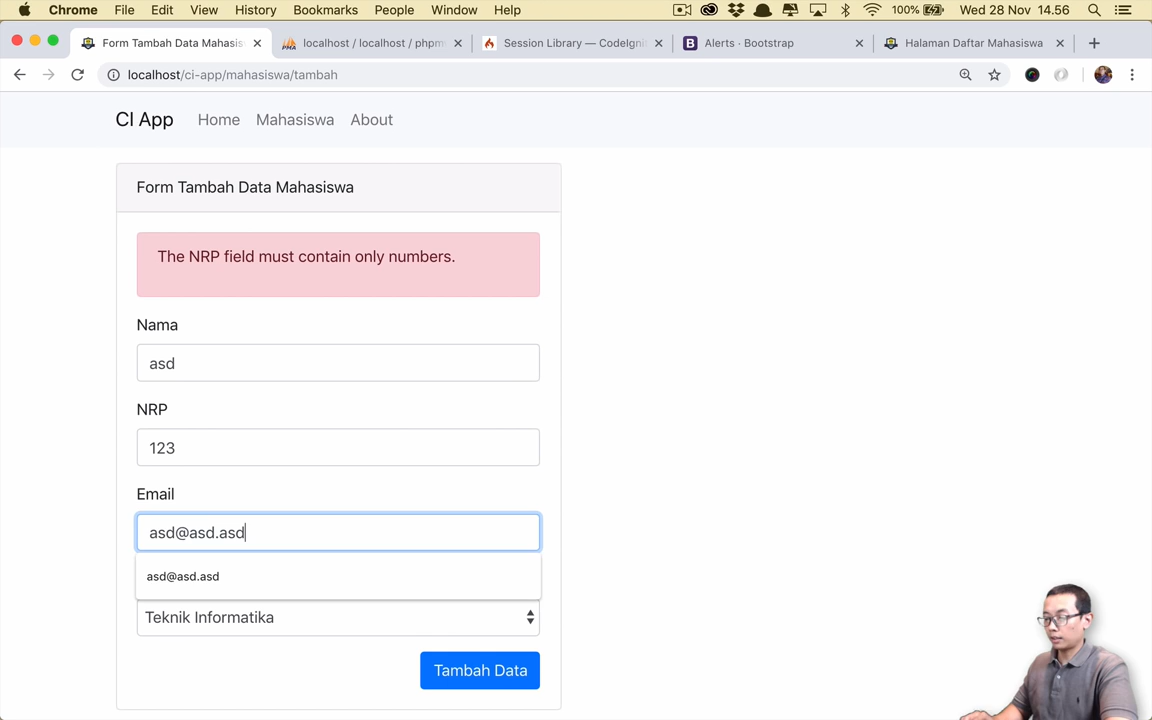 Chrome File Edit View History Bookmarks People Window Help 100% Wed 28 Nov 14.56
Form Tambah Data Mahasis localhost / localhost / phpm Session Library — CodeIgni Alerts · Bootstrap Halaman Daftar Mahasiswa
localhost/ci-app/mahasiswa/tambah
CI App Home Mahasiswa About
Form Tambah Data Mahasiswa
The NRP field must contain only numbers.
Nama
asd
NRP
123
Email
asd@asd.asd
asd@asd.asd
Teknik Informatika
Tambah Data